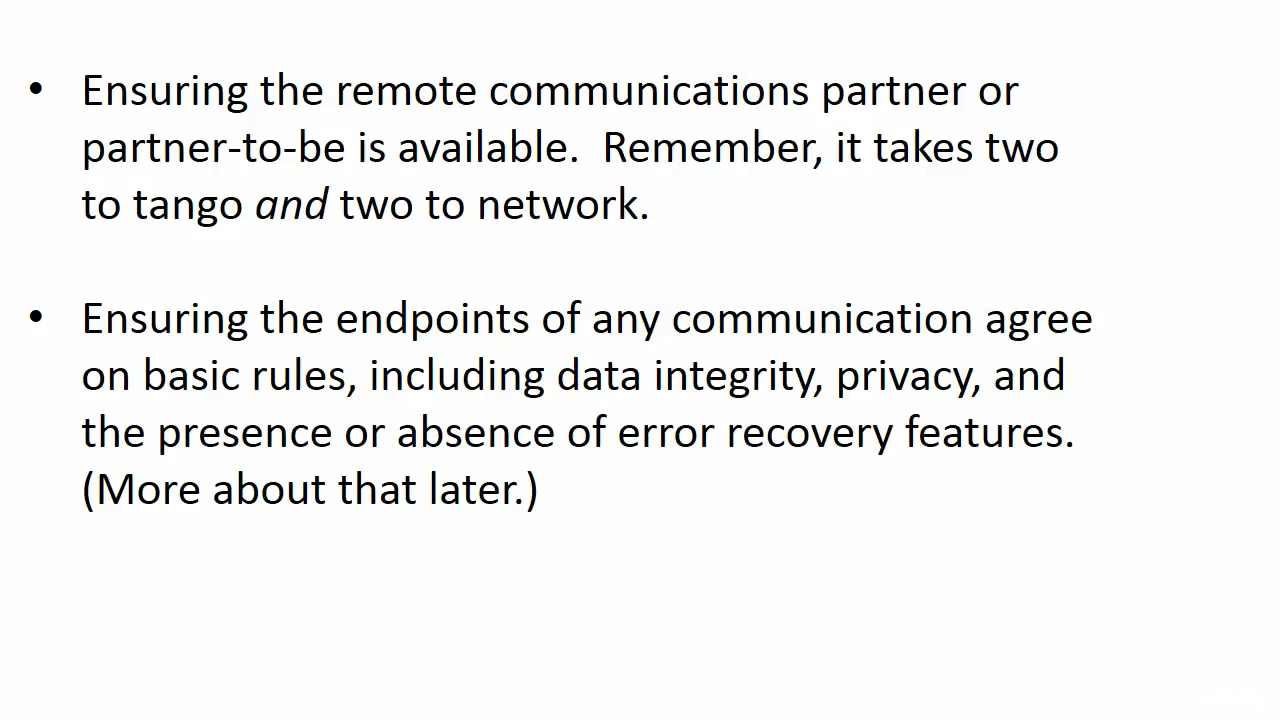 • Ensuring the remote communications partner or
partner-to-be is available.  Remember, it takes two
to tango and two to network.
• Ensuring the endpoints of any communication agree
on basic rules, including data integrity, privacy, and
the presence or absence of error recovery features.
(More about that later.)